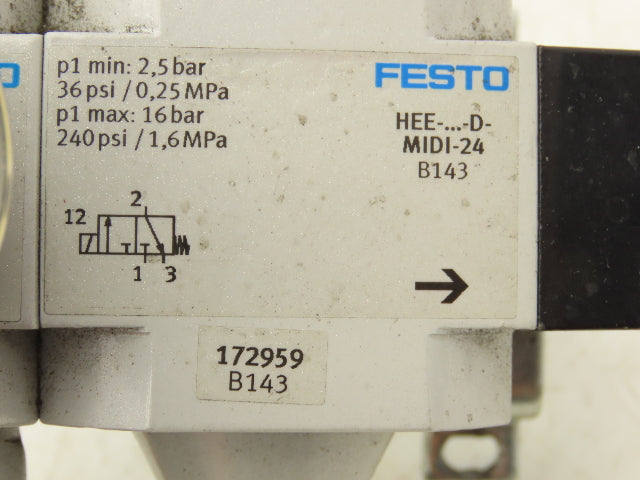 p1 min: 2,5 bar
36 psi / 0,25 MPa
p1 max: 16 bar
240 psi / 1,6 MPa
FESTO
HEE-...-D-
MIDI-24
B143
2
12
1 3
172959
B143
O